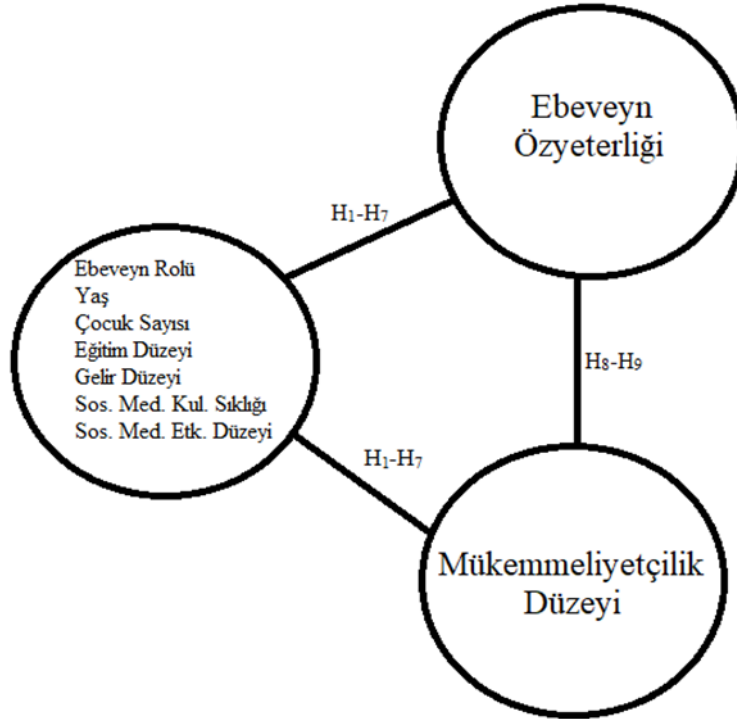 Ebeveyn
Özyeterliği
H₁-H₇
Ebeveyn Rolü
Yaş
Çocuk Sayısı
Eğitim Düzeyi
Gelir Düzeyi
Sos. Med. Kul. Sıklığı
Sos. Med. Etk. Düzeyi
H₈-H₉
H₁-H₇
Mükemmeliyetçilik
Düzeyi